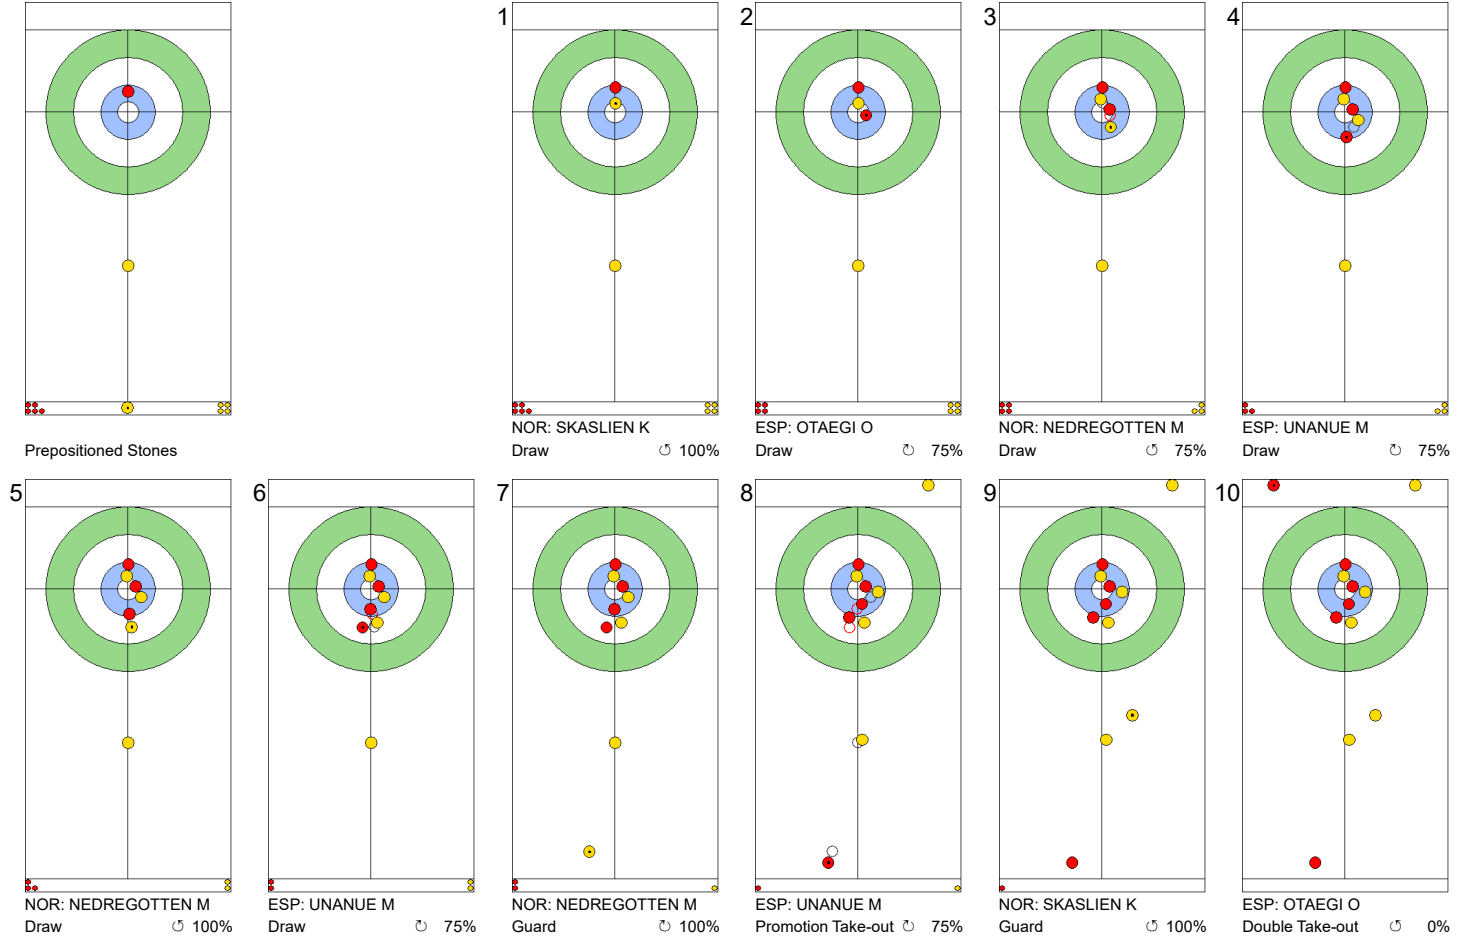 Prepositioned Stones
1
NOR: SKASLIEN K
Draw 100%
2
ESP: OTAEGI O
Draw 75%
3
NOR: NEDREGOTTEN M
Draw 75%
4
ESP: UNANUE M
Draw 75%
5
NOR: NEDREGOTTEN M
Draw 100%
6
ESP: UNANUE M
Draw 75%
7
NOR: NEDREGOTTEN M
Guard 100%
8
ESP: UNANUE M
Promotion Take-out 75%
9
NOR: SKASLIEN K
Guard 100%
10
ESP: OTAEGI O
Double Take-out 0%